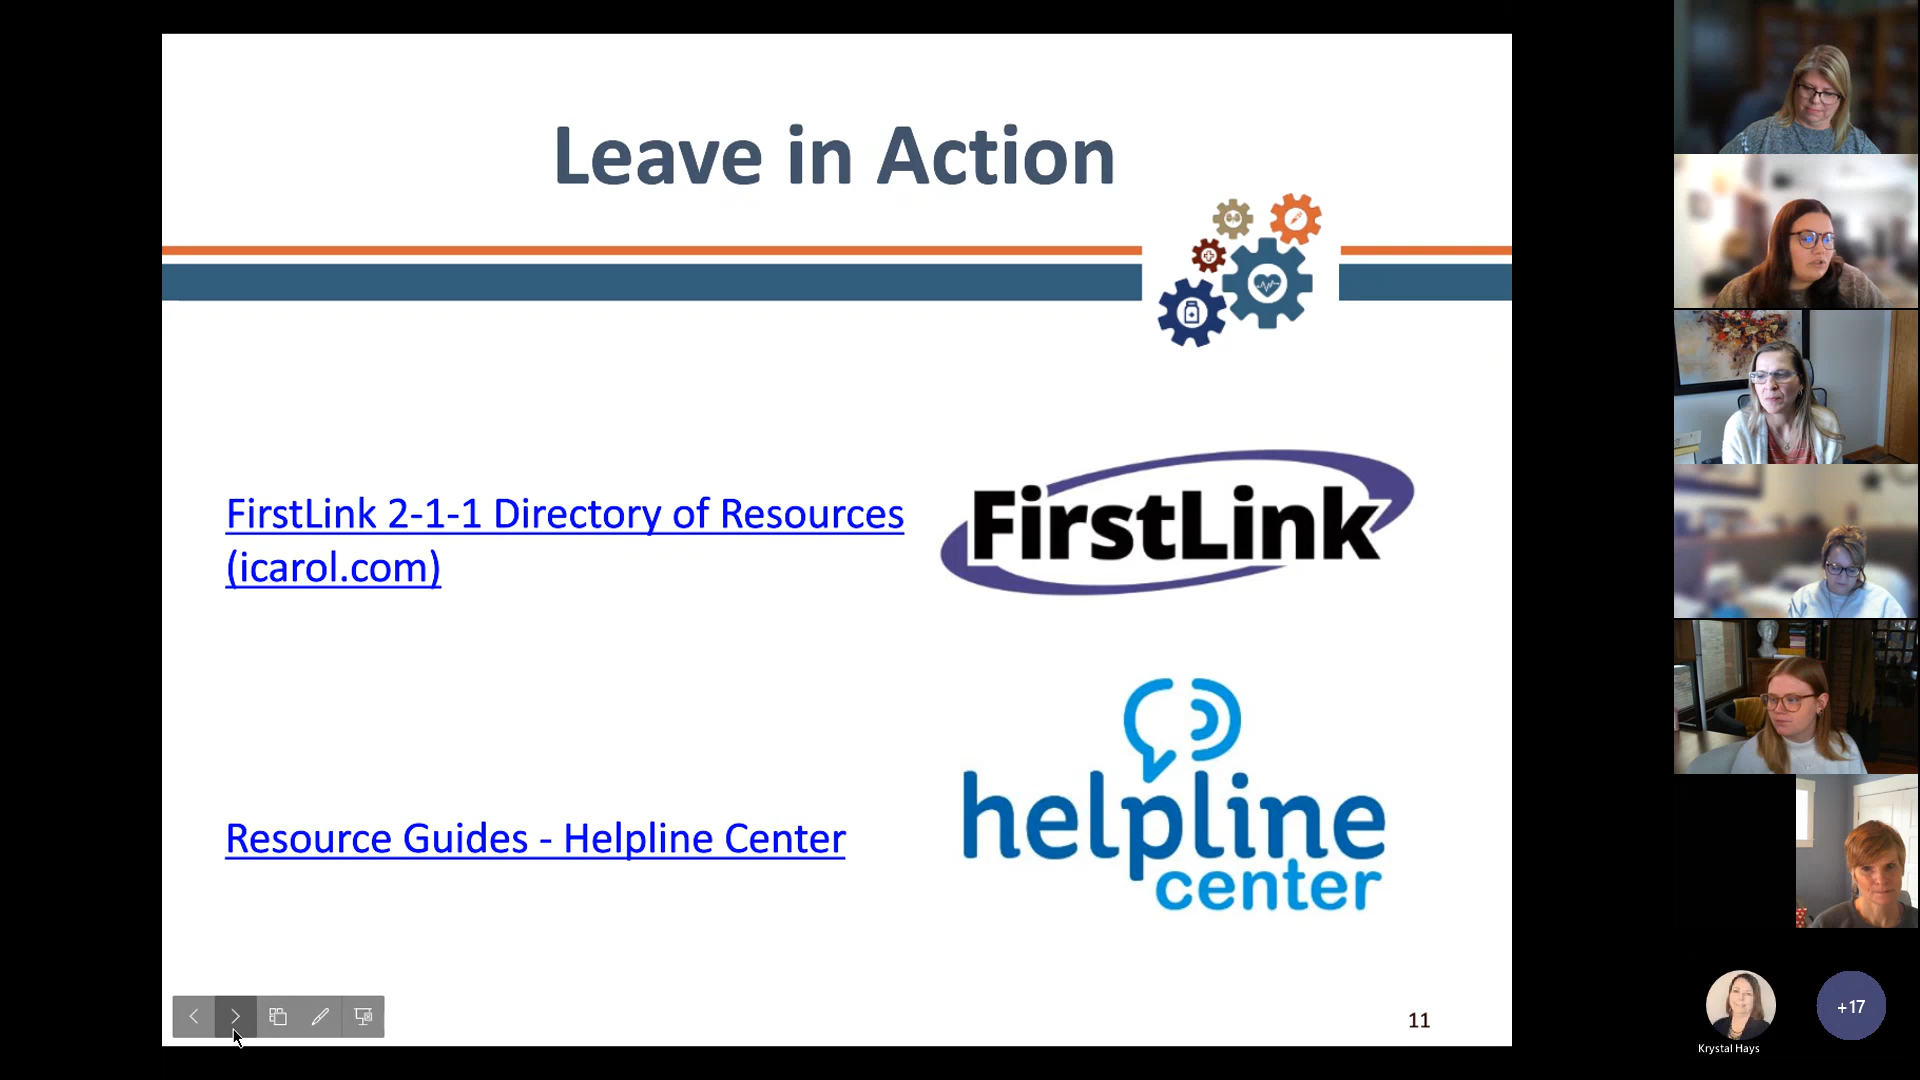 Leave in Action
FirstLink 2-1-1 Directory of Resources
(icarol.com)
FirstLink
Resource Guides - Helpline Center
helpline
center
11
+17
Krystal Hays